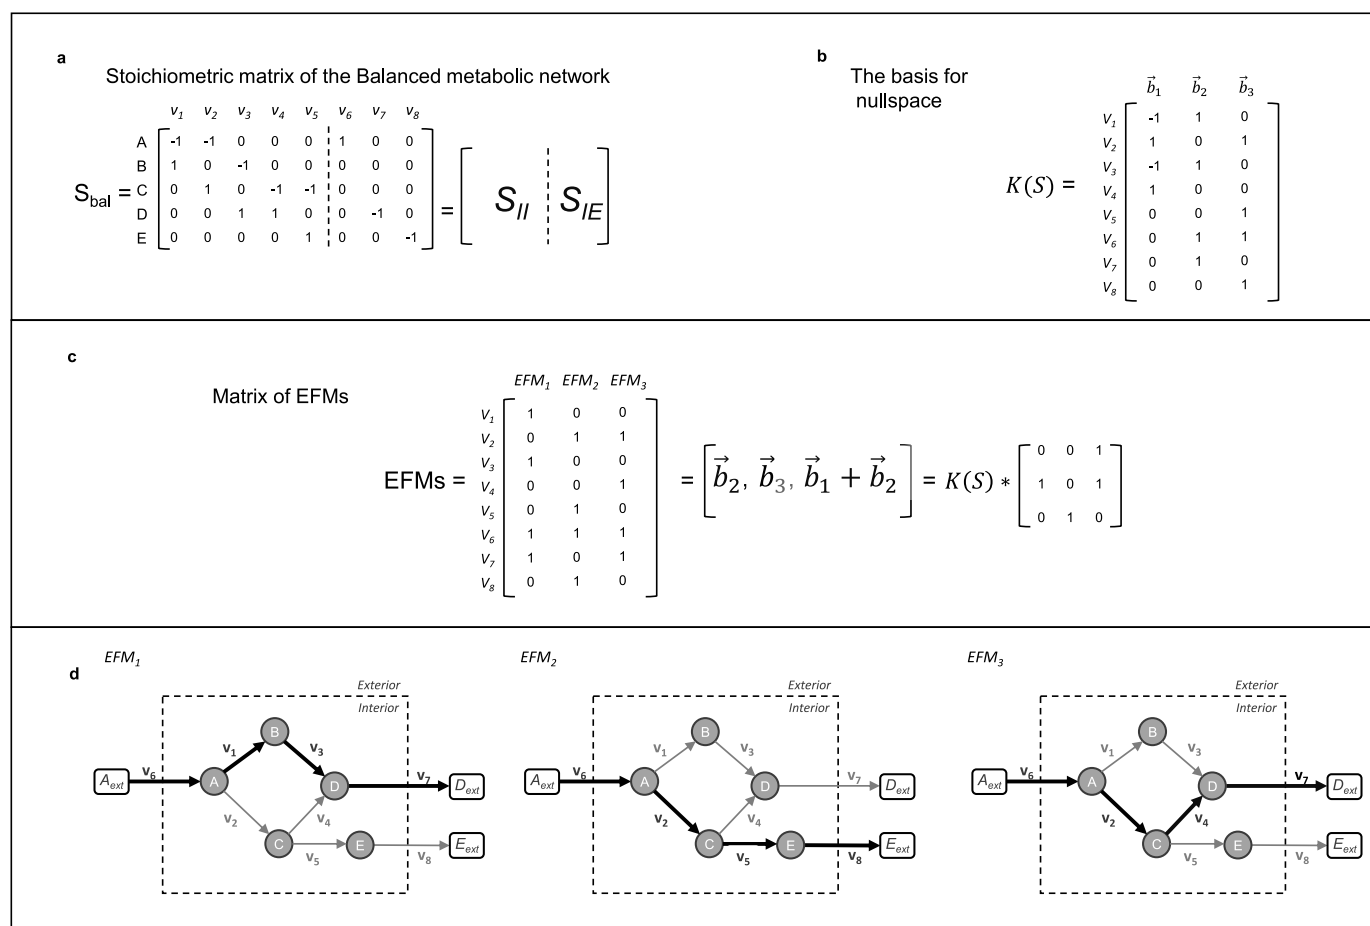 a
Stoichiometric matrix of the Balanced metabolic network
v1 v2 v3 v4 v5 v6 v7 v8
A -1 -1 0 0 0 1 0 0
B 1 0 -1 0 0 0 0 0
C 0 1 0 -1 -1 0 0 0
D 0 0 1 1 0 0 -1 0
E 0 0 0 0 1 0 0 -1
Sbal = = SII SIE
b
The basis for
nullspace
b⃗1 b⃗2 b⃗3
V1 -1 1 0
V2 1 0 1
V3 -1 1 0
V4 1 0 0
V5 0 0 1
V6 0 1 1
V7 0 1 0
V8 0 0 1
K(S) =
c
Matrix of EFMs
EFM1 EFM2 EFM3
V1 1 0 0
V2 0 1 1
V3 1 0 0
V4 0 0 1
V5 0 1 0
V6 1 1 1
V7 1 0 1
V8 0 1 0
EFMs = = [b⃗2, b⃗3, b⃗1 + b⃗2] = K(S) *
0 0 1
1 0 1
0 1 0
d
EFM1
Exterior
Interior
Aext
v6
A
v1
B
v3
D
v7
Dext
v2
C
v4
v5
E
v8
Eext
EFM2
Exterior
Interior
Aext
v6
A
v1
B
v3
D
v7
Dext
v2
C
v4
v5
E
v8
Eext
EFM3
Exterior
Interior
Aext
v6
A
v1
B
v3
D
v7
Dext
v2
C
v4
v5
E
v8
Eext